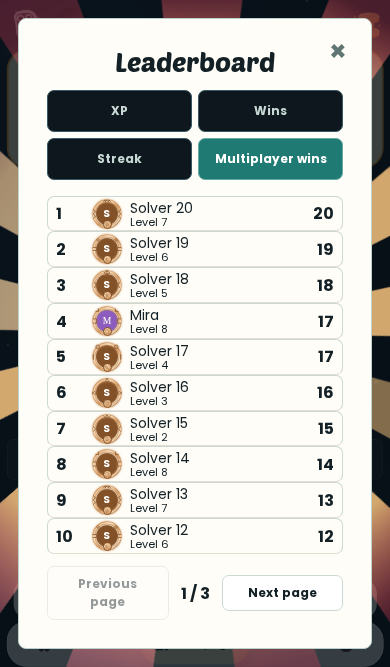 Leaderboard
✖
XP
Wins
Streak
Multiplayer wins
1 S Solver 20 20
Level 7
2 S Solver 19 19
Level 6
3 S Solver 18 18
Level 5
4 M Mira 17
Level 8
5 S Solver 17 17
Level 4
6 S Solver 16 16
Level 3
7 S Solver 15 15
Level 2
8 S Solver 14 14
Level 8
9 S Solver 13 13
Level 7
10 S Solver 12 12
Level 6
Previous
page
1 / 3
Next page